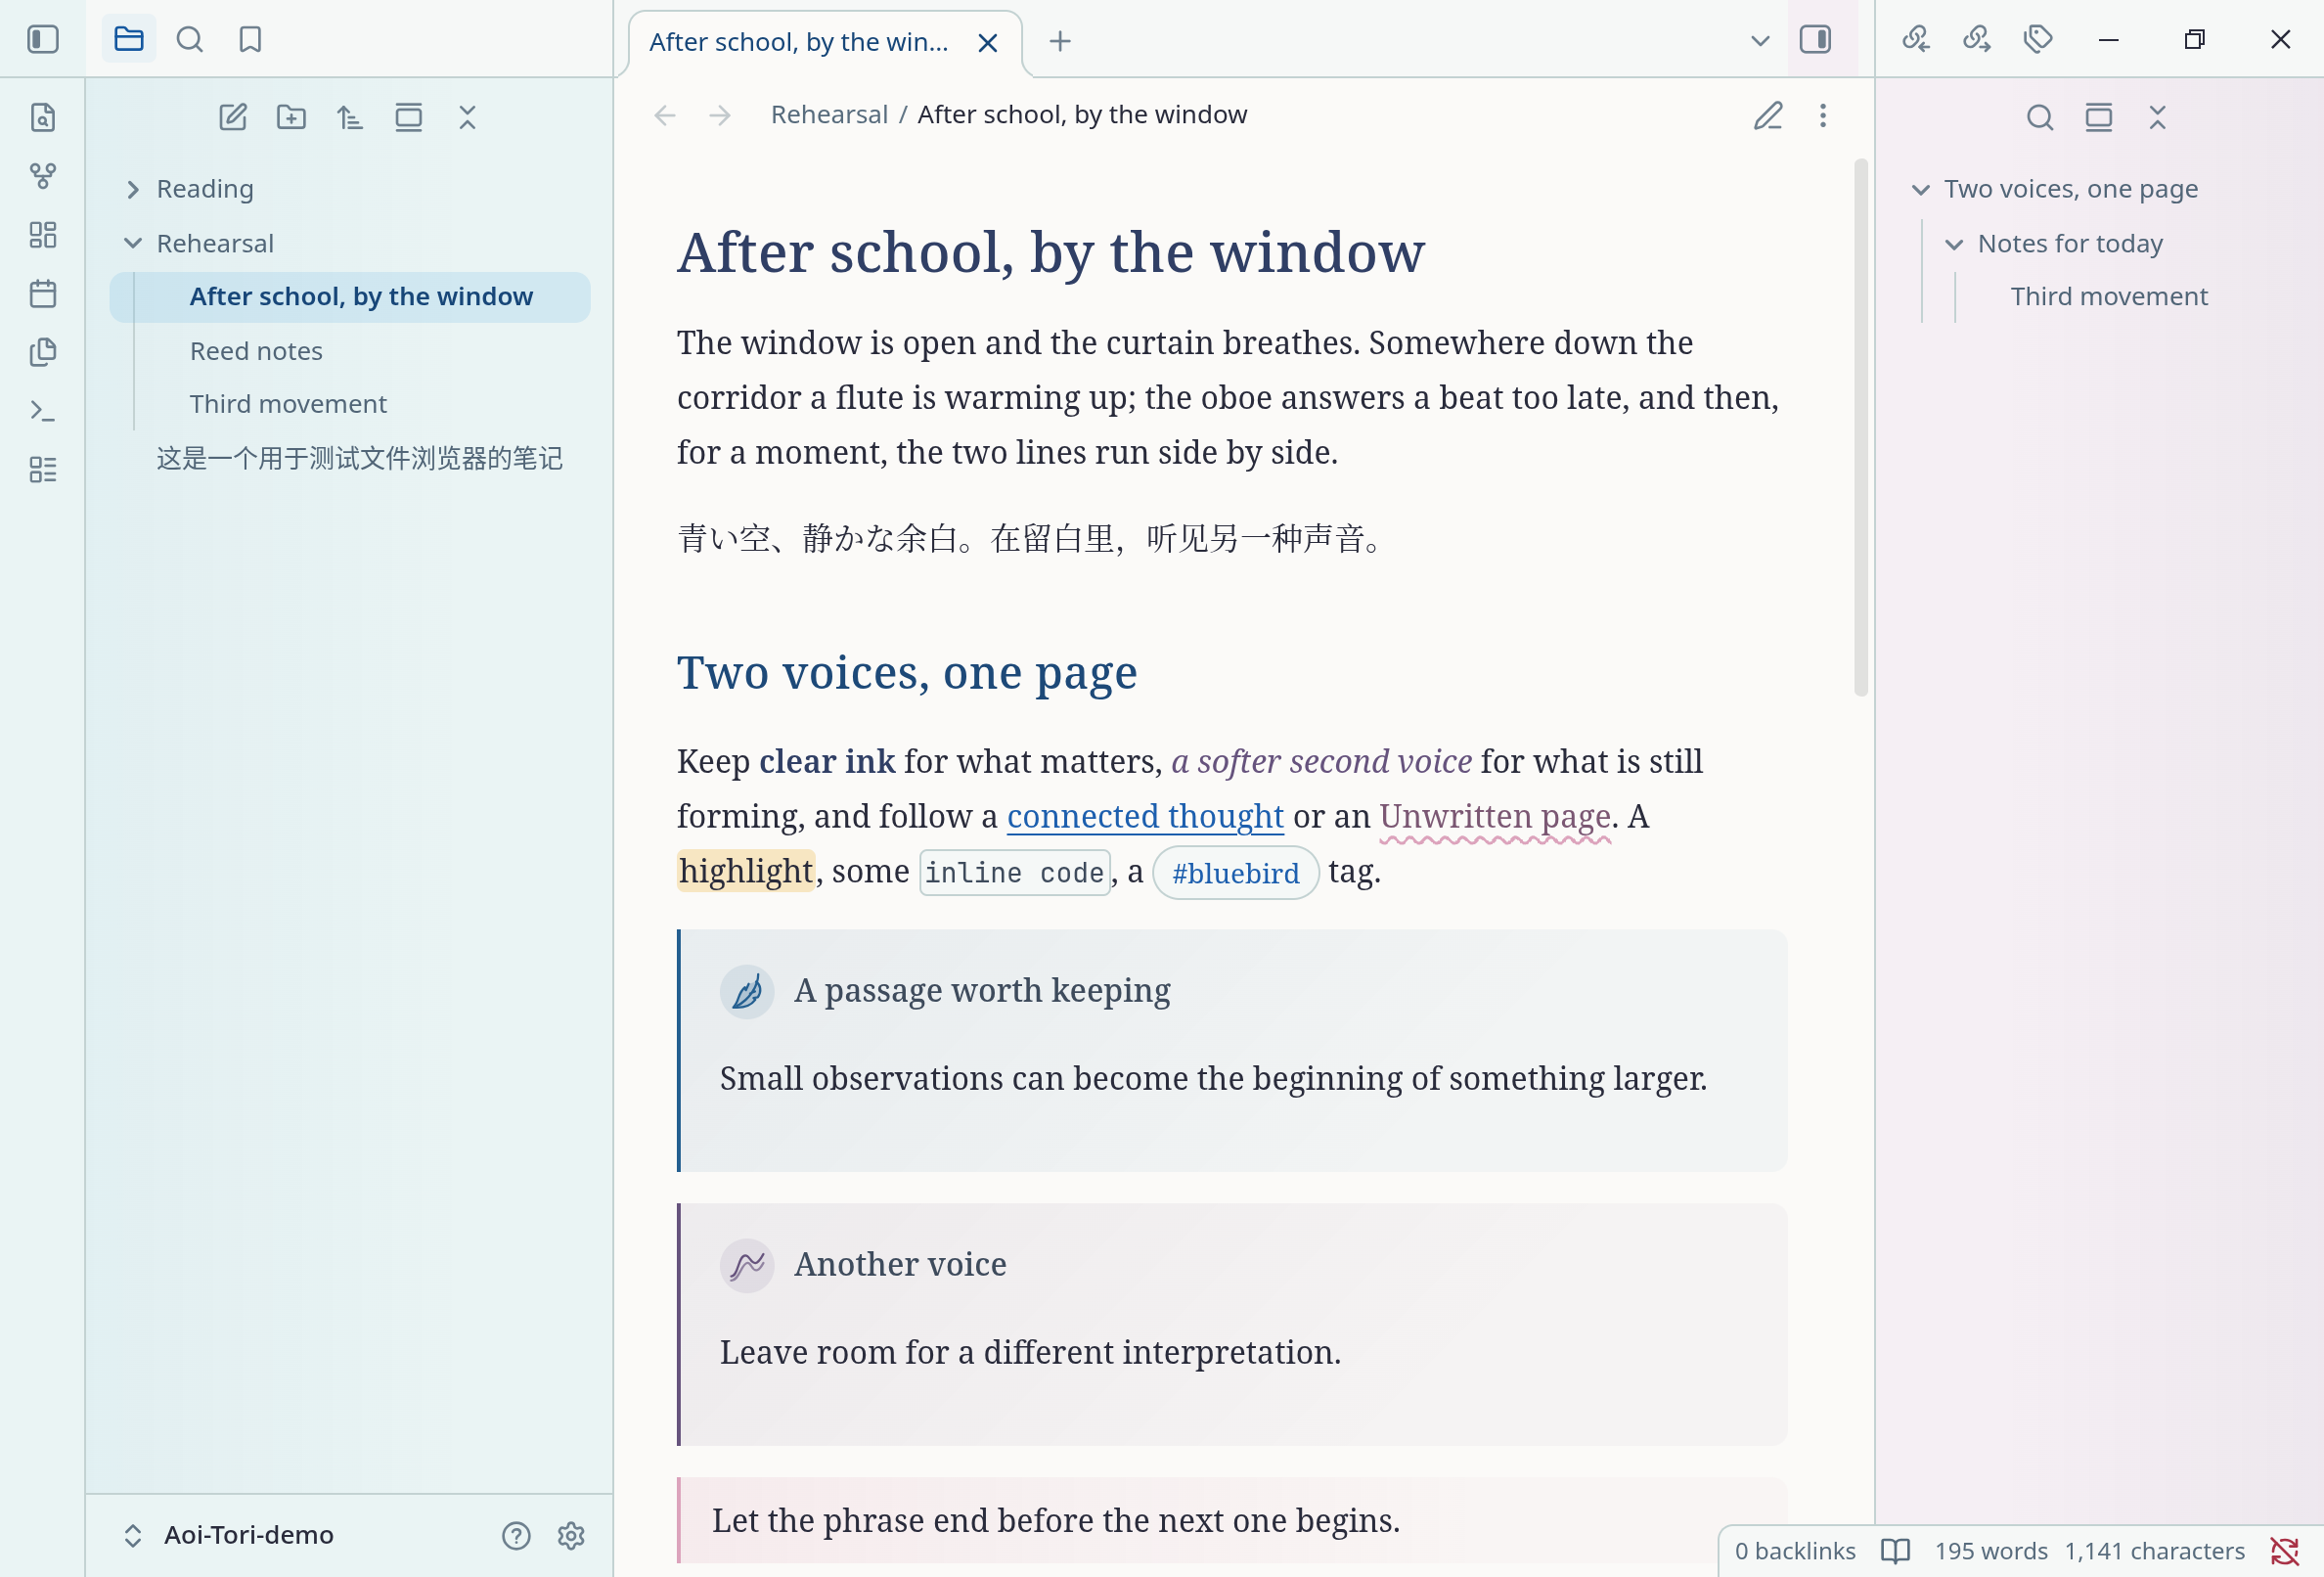 After school, by the win...
Rehearsal / After school, by the window
Reading
Rehearsal
After school, by the window
Reed notes
Third movement
这是一个用于测试文件浏览器的笔记
Aoi-Tori-demo
After school, by the window
The window is open and the curtain breathes. Somewhere down the
corridor a flute is warming up; the oboe answers a beat too late, and then,
for a moment, the two lines run side by side.
青い空、静かな余白。在留白里，听见另一种声音。
Two voices, one page
Keep clear ink for what matters, a softer second voice for what is still
forming, and follow a connected thought or an Unwritten page. A
highlight, some inline code, a #bluebird tag.
A passage worth keeping
Small observations can become the beginning of something larger.
Another voice
Leave room for a different interpretation.
Let the phrase end before the next one begins.
Two voices, one page
Notes for today
Third movement
0 backlinks 195 words 1,141 characters